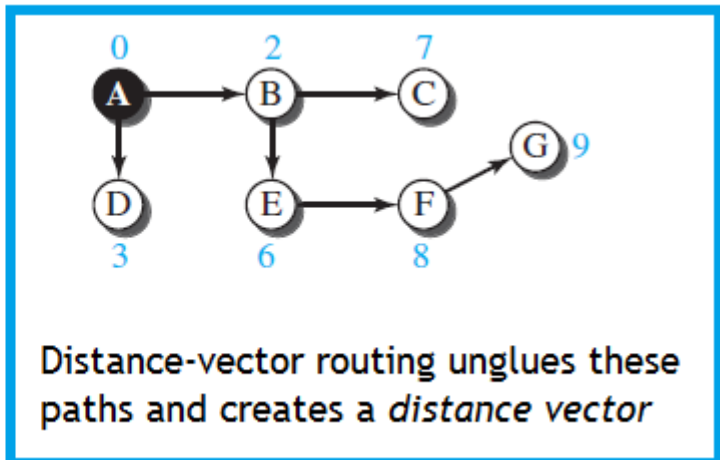 0 2 7
A B C
G 9
D E F
3 6 8
Distance-vector routing unglues these
paths and creates a distance vector